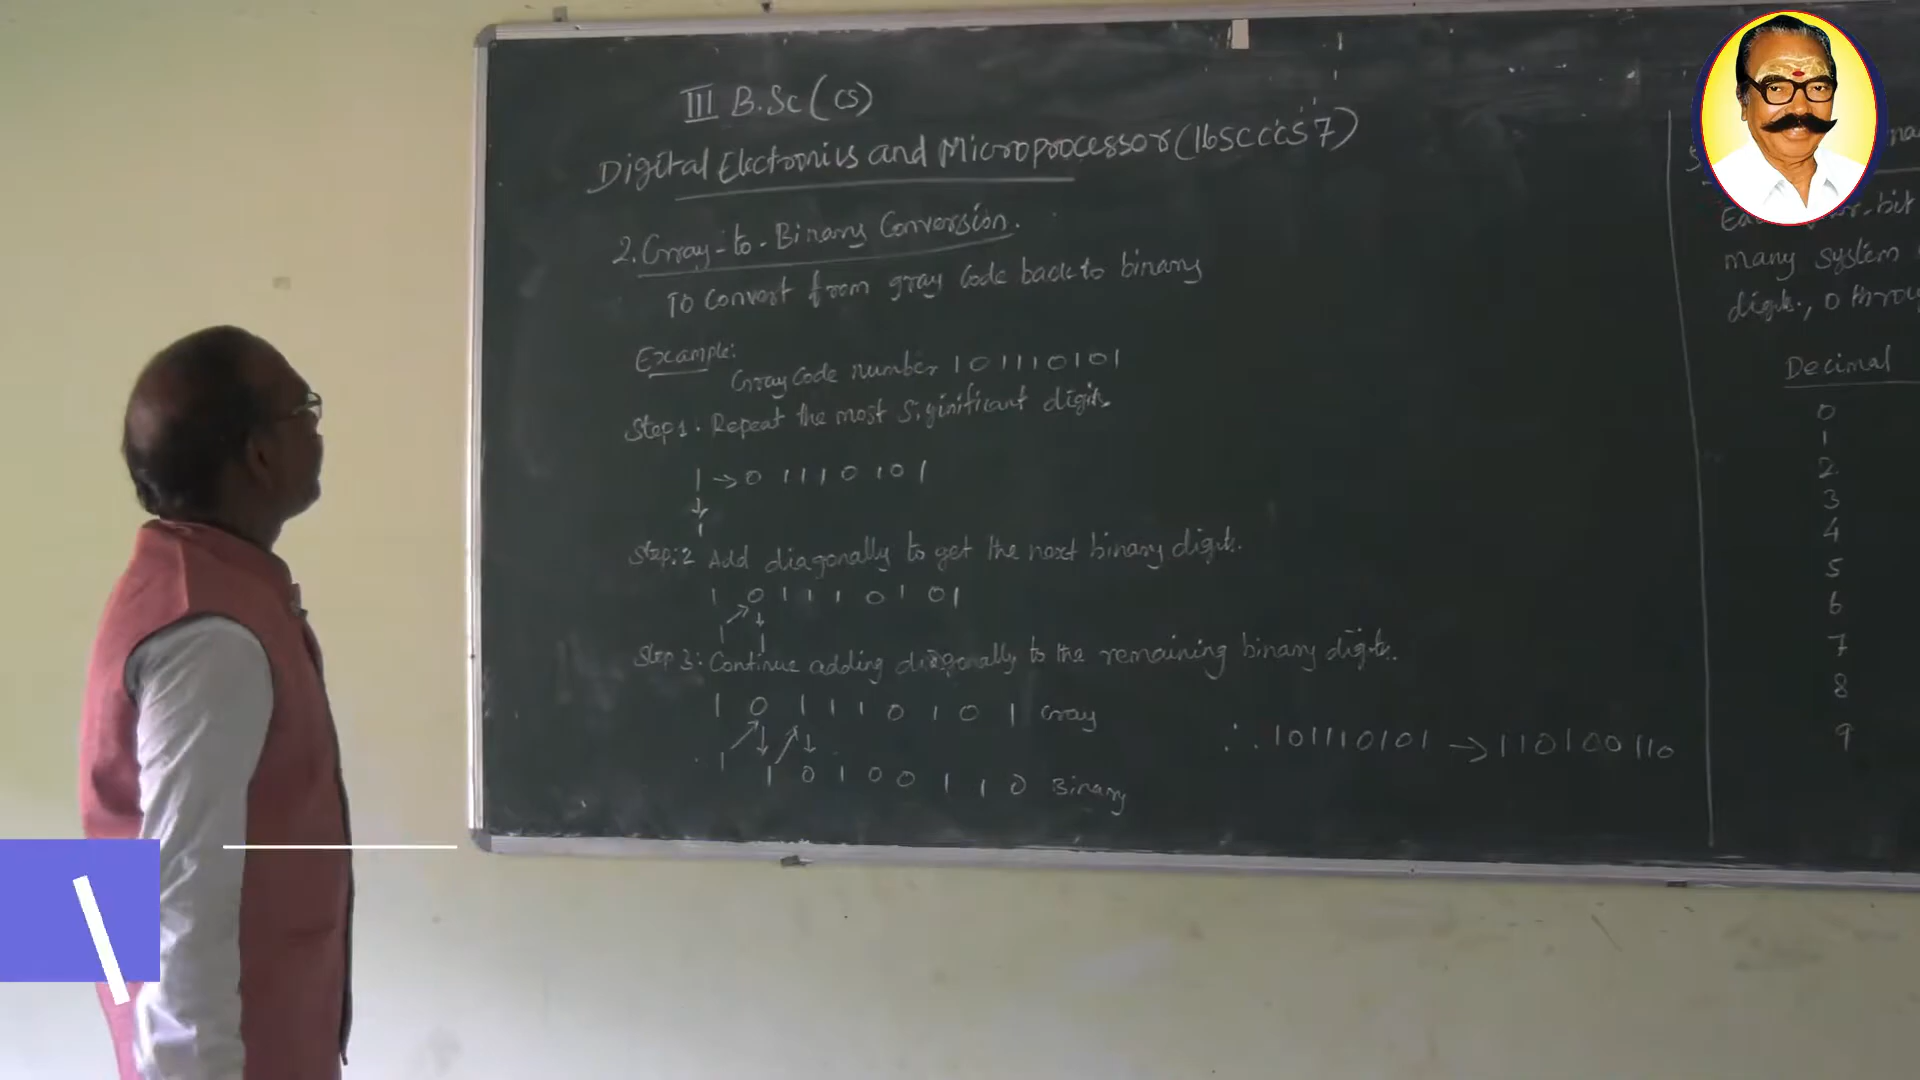 III B.Sc (CS)
Digital Electronics and Microprocessor (16SCCCS7)
2. Gray-to-Binary Conversion.
To convert from gray code back to binary
Example:
Gray code number 101110101
Step 1: Repeat the most significant digit.
1 → 0 1 1 1 0 1 0 1
↓
1
Step: 2 Add diagonally to get the next binary digit.
1 0 1 1 1 0 1 0 1
↗ ↓
1 1
Step 3: Continue adding diagonally to the remaining binary digits.
1 0 1 1 1 0 1 0 1 Gray
↗ ↓ ↗ ↓
1 1 0 1 0 0 1 1 0 Binary
∴ 101110101 → 110100110
bit
many system
digit., 0 throu
Decimal
0
1
2
3
4
5
6
7
8
9